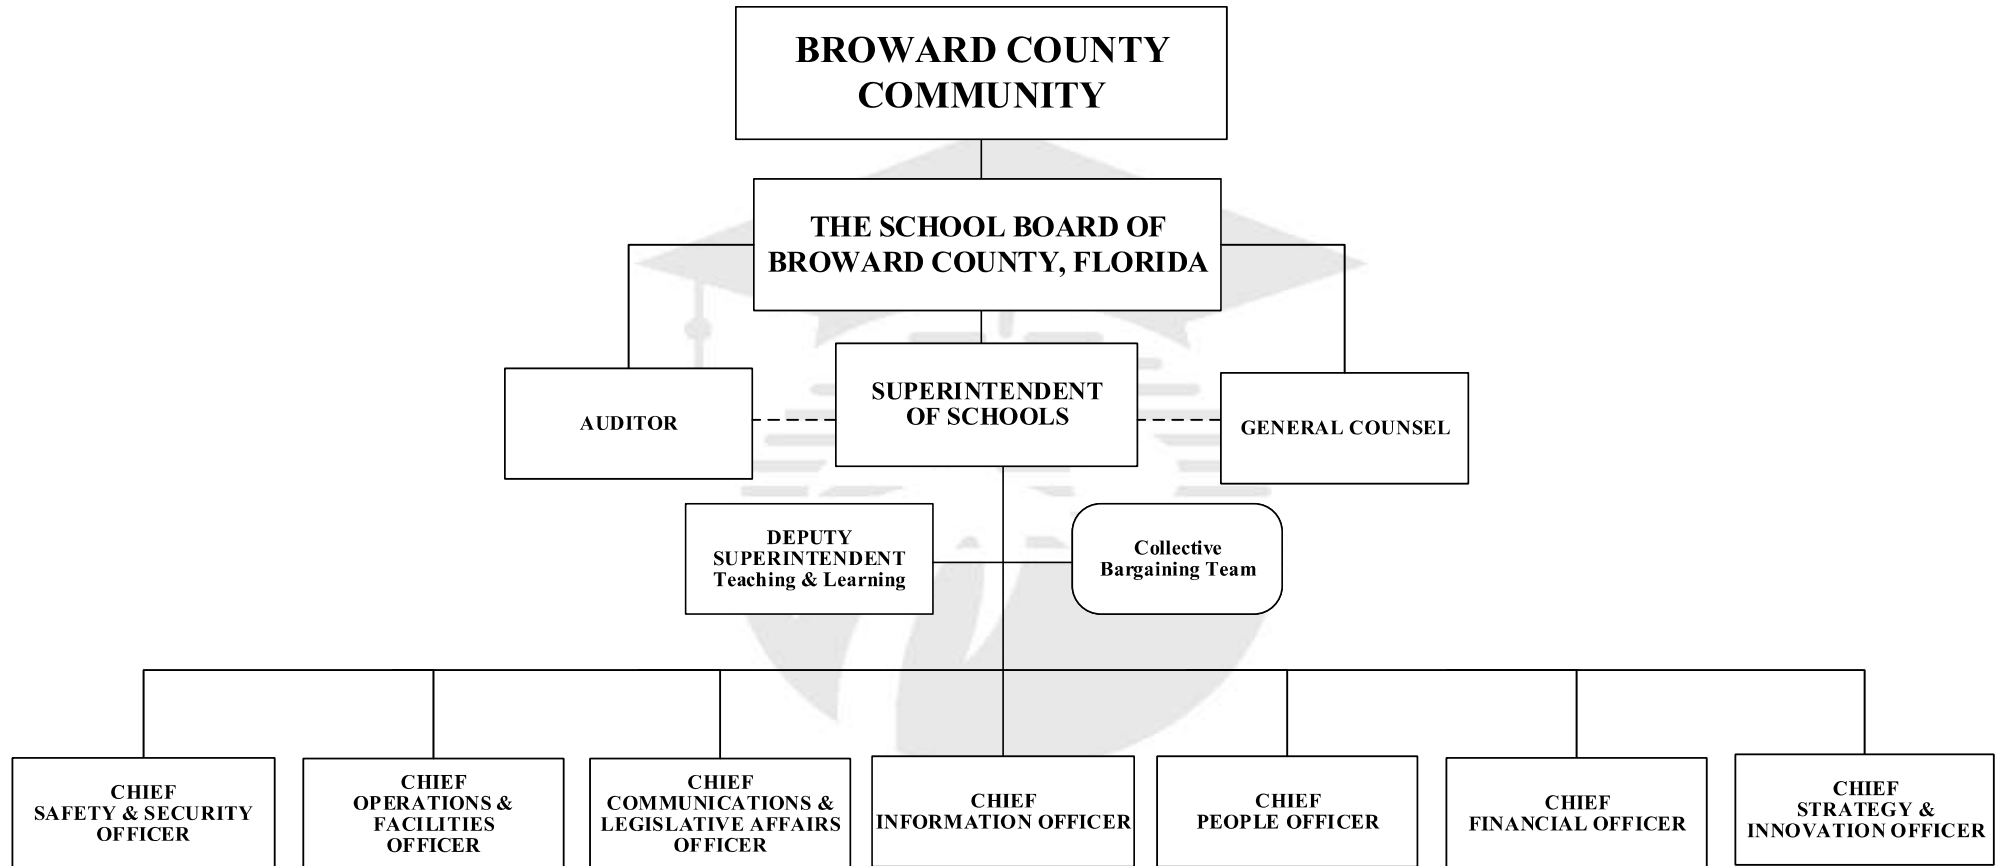 BROWARD COUNTY
COMMUNITY
THE SCHOOL BOARD OF
BROWARD COUNTY, FLORIDA
AUDITOR
SUPERINTENDENT
OF SCHOOLS
GENERAL COUNSEL
DEPUTY
SUPERINTENDENT
Teaching & Learning
Collective
Bargaining Team
CHIEF
SAFETY & SECURITY
OFFICER
CHIEF
OPERATIONS &
FACILITIES
OFFICER
CHIEF
COMMUNICATIONS &
LEGISLATIVE AFFAIRS
OFFICER
CHIEF
INFORMATION OFFICER
CHIEF
PEOPLE OFFICER
CHIEF
FINANCIAL OFFICER
CHIEF
STRATEGY &
INNOVATION OFFICER